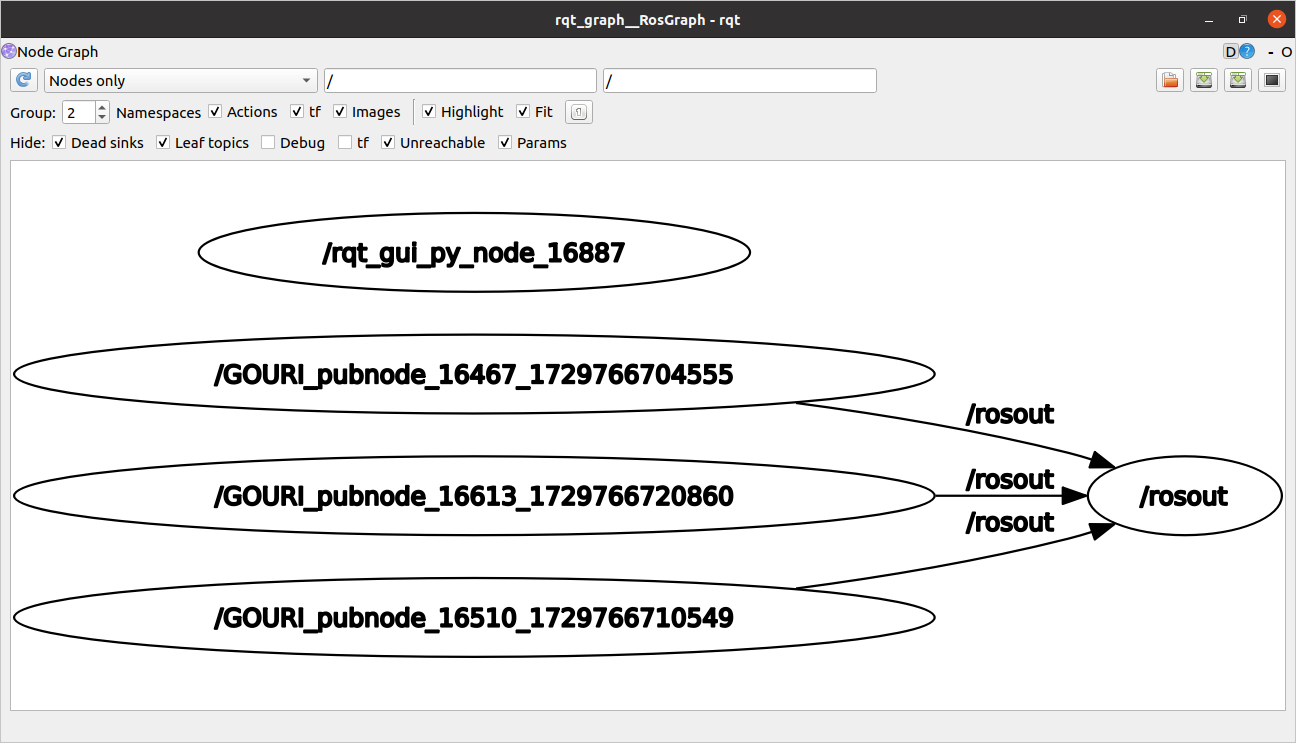 rqt_graph__RosGraph - rqt
Node Graph D ? - O
Nodes only / /
Group: 2 Namespaces Actions tf Images Highlight Fit
Hide: Dead sinks Leaf topics Debug tf Unreachable Params
/rqt_gui_py_node_16887
/GOURI_pubnode_16467_1729766704555
/rosout
/GOURI_pubnode_16613_1729766720860
/rosout
/rosout
/rosout
/GOURI_pubnode_16510_1729766710549